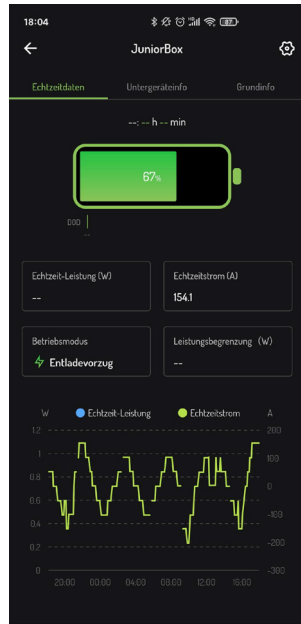 18:04
87
JuniorBox
Echtzeitdaten Untergeräteinfo Grundinfo
--: -- h -- min
67%
DOD
--
Echtzeit-Leistung (W) Echtzeitstrom (A)
-- 154.1
Betriebsmodus Leistungsbegrenzung (W)
Entladevorzug --
W Echtzeit-Leistung Echtzeitstrom A
1.2 200
1 100
0.8 0
0.6 -100
0.4 -200
0.2 -300
0
20:00 00:00 04:00 08:00 12:00 16:00